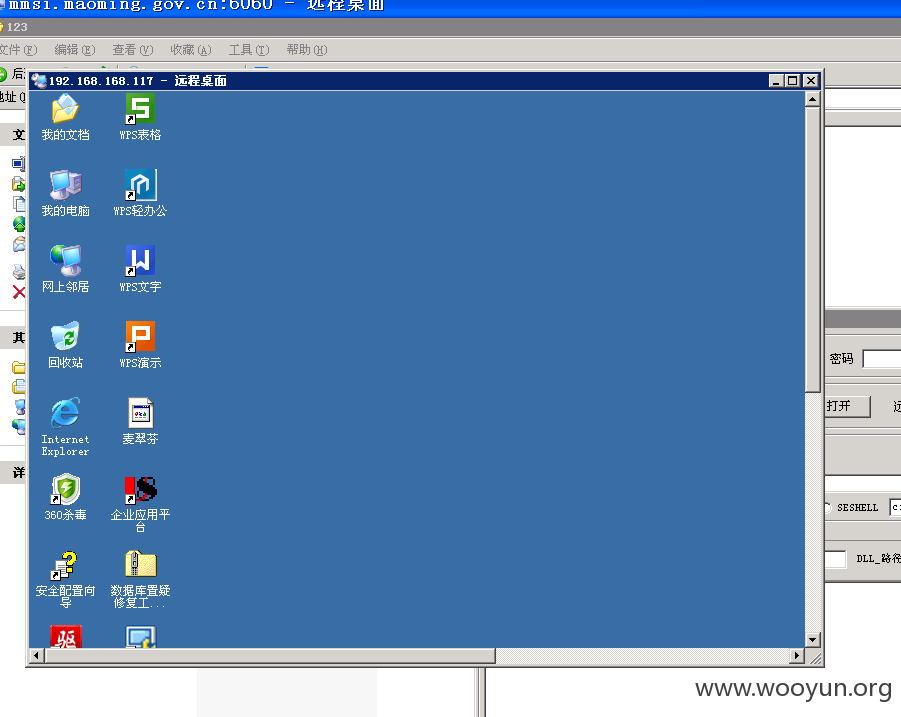 mmsi.maoming.gov.cn:6060 - 远程桌面
123
文件(F) 编辑(E) 查看(V) 收藏(A) 工具(T) 帮助(H)
后
192.168.168.117 - 远程桌面
地址(
文
我的文档
WPS表格
我的电脑
WPS轻办公
网上邻居
WPS文字
其
回收站
WPS演示
密码
Internet
Explorer
麦翠芬
打开
远
详
360杀毒
企业应用平
台
SESHELL
c:
安全配置向
导
数据库置疑
修复工...
DLL_路径
驱
www.wooyun.org